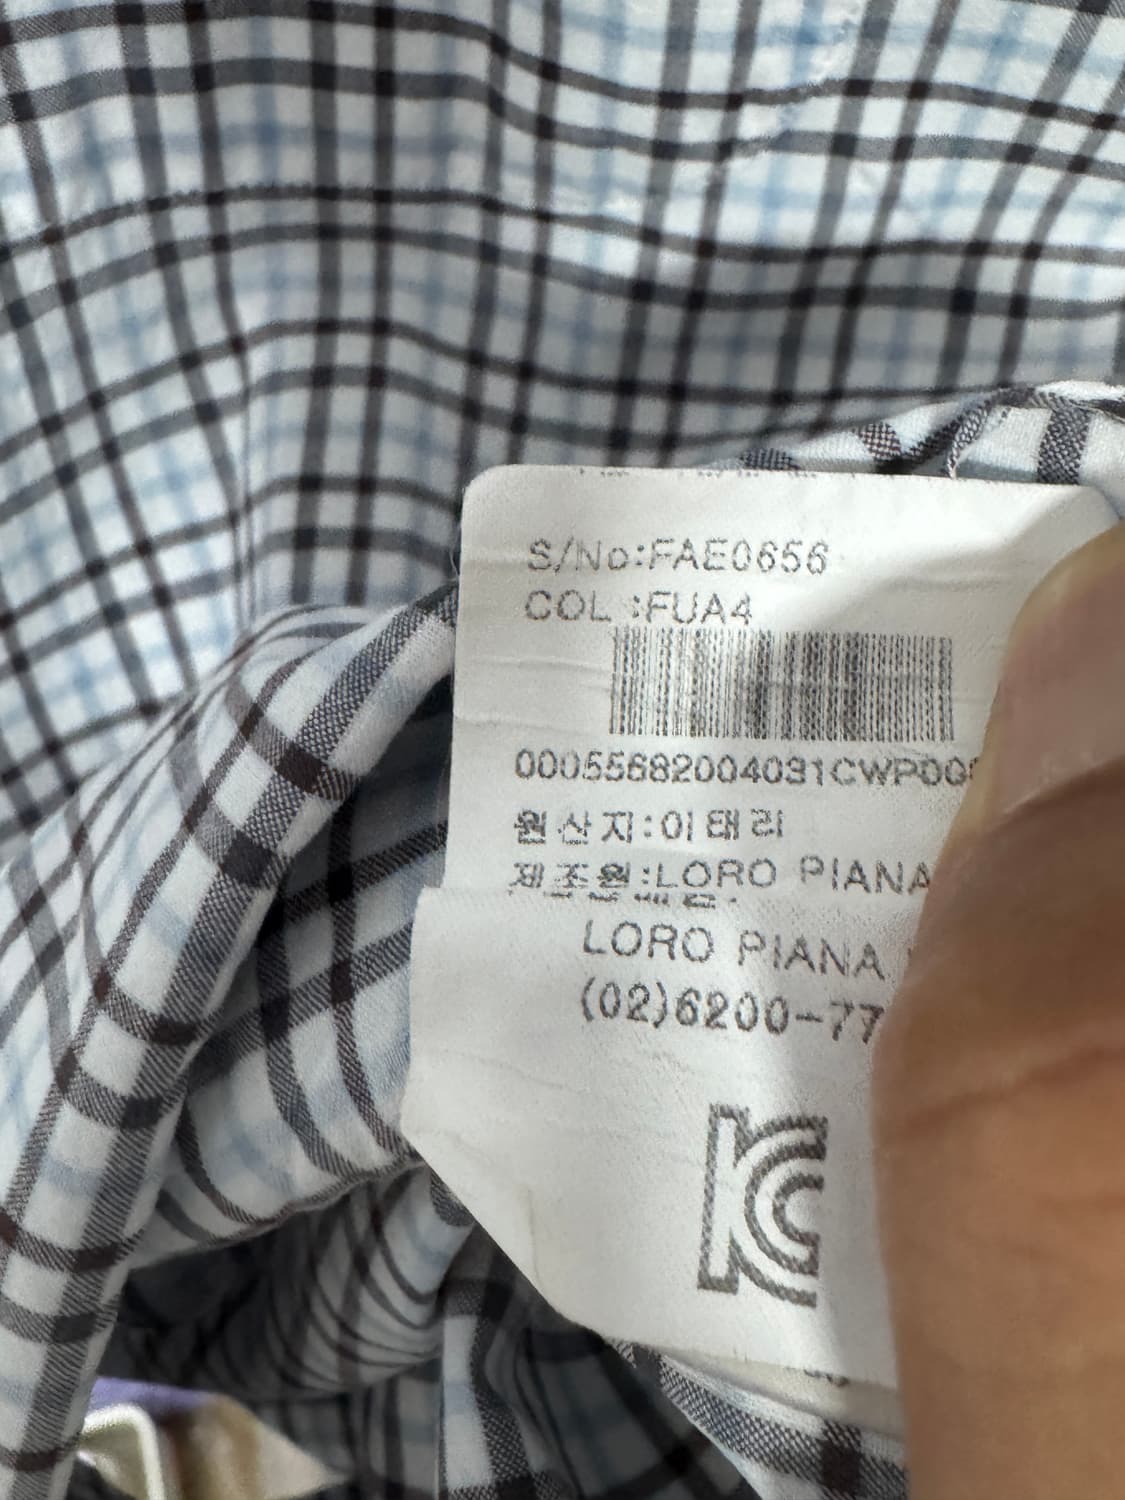 S/No:FAE0656
COL :FUA4
00055682004031CWP00
원산지:이태리
제조원:LORO PIANA
LORO PIANA
(02)6200-77
KC